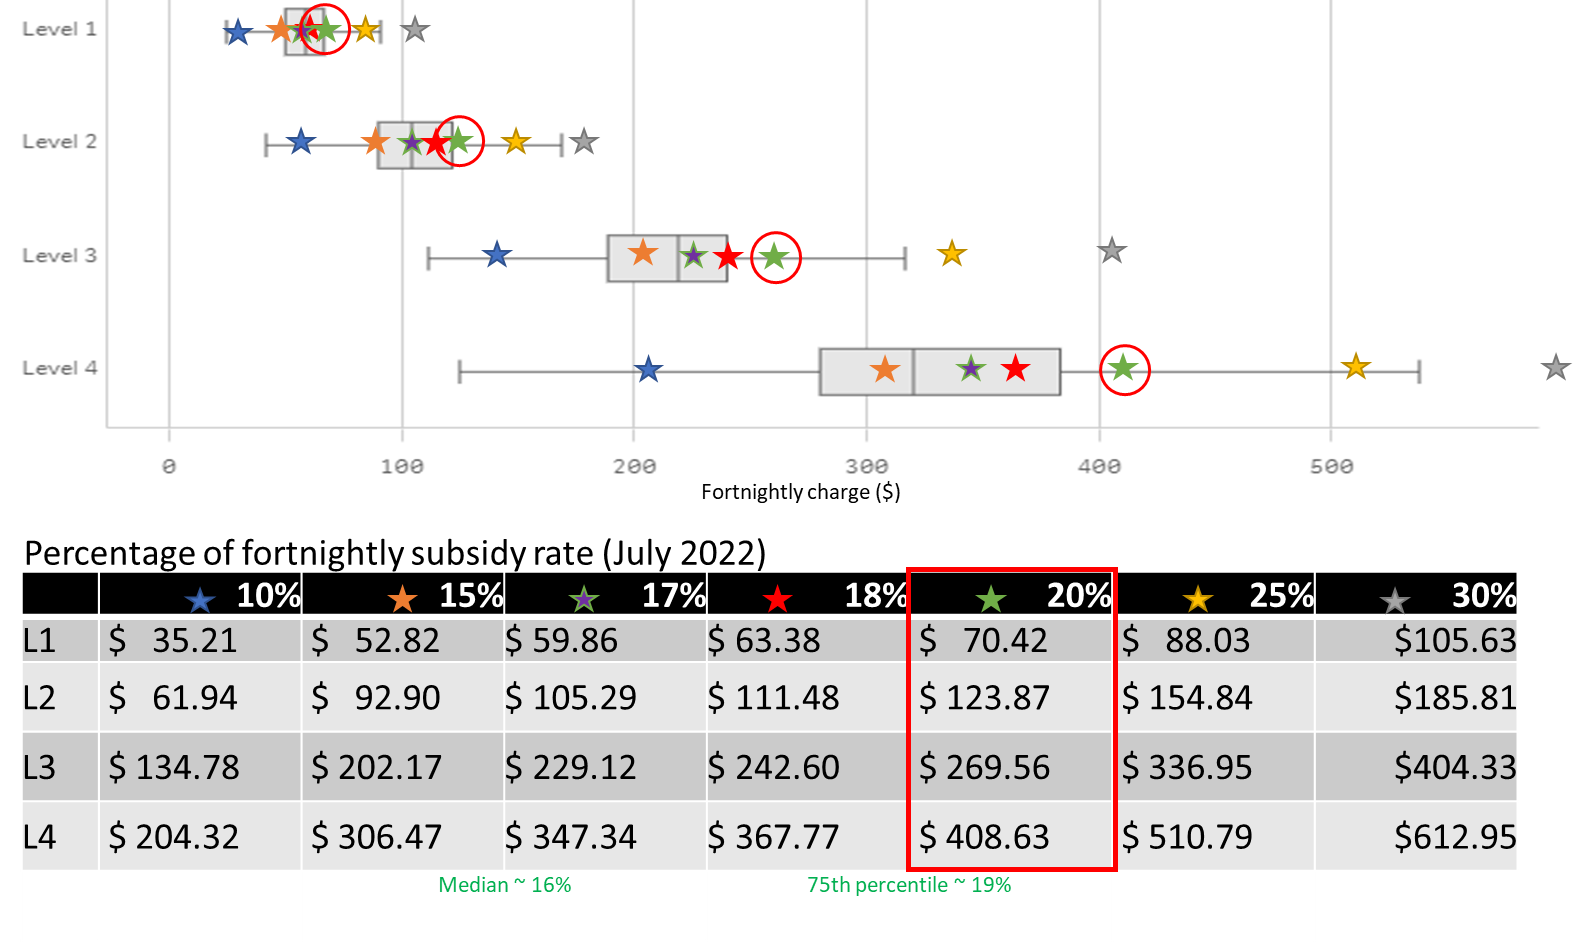 Level 1
Level 2
Level 3
Level 4
0 100 200 300 400 500
Fortnightly charge ($)
Percentage of fortnightly subsidy rate (July 2022)
10% 15% 17% 18% 20% 25% 30%
L1 $ 35.21 $ 52.82 $ 59.86 $ 63.38 $ 70.42 $ 88.03 $105.63
L2 $ 61.94 $ 92.90 $ 105.29 $ 111.48 $ 123.87 $ 154.84 $185.81
L3 $ 134.78 $ 202.17 $ 229.12 $ 242.60 $ 269.56 $ 336.95 $404.33
L4 $ 204.32 $ 306.47 $ 347.34 $ 367.77 $ 408.63 $ 510.79 $612.95
Median ~ 16% 75th percentile ~ 19%